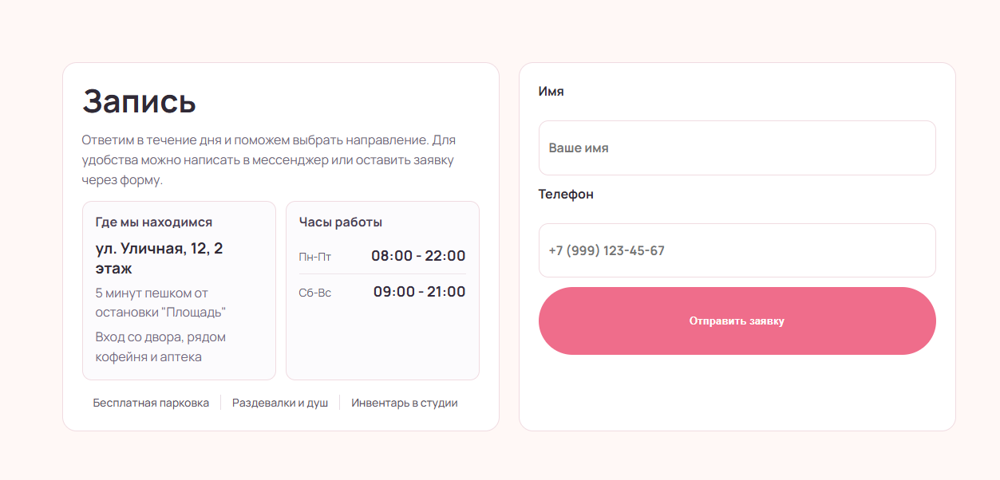 Запись
Ответим в течение дня и поможем выбрать направление. Для
удобства можно написать в мессенджер или оставить заявку
через форму.
Где мы находимся
ул. Уличная, 12, 2
этаж
5 минут пешком от
остановки "Площадь"
Вход со двора, рядом
кофейня и аптека
Часы работы
Пн-Пт 08:00 - 22:00
Сб-Вс 09:00 - 21:00
Бесплатная парковка Раздевалки и душ Инвентарь в студии
Имя
Ваше имя
Телефон
+7 (999) 123-45-67
Отправить заявку